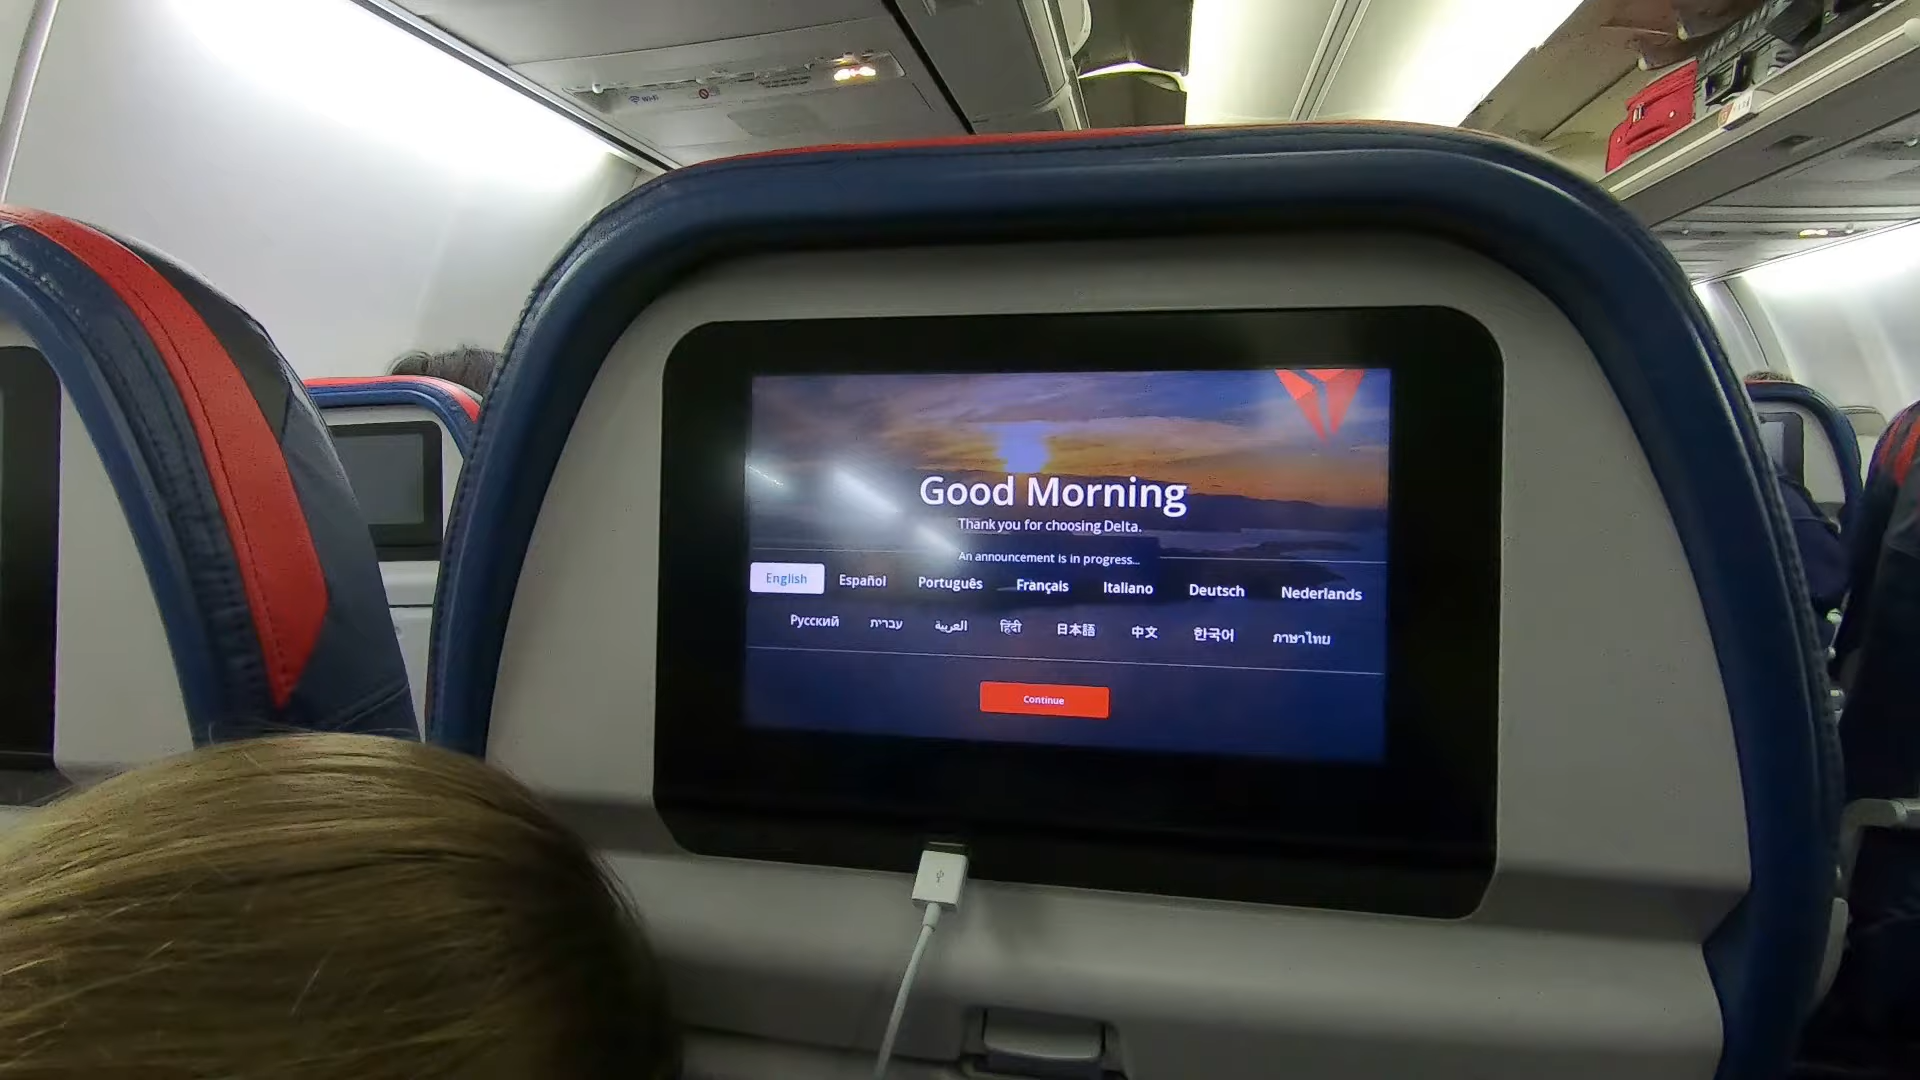 Wi-Fi
Good Morning
Thank you for choosing Delta.
An announcement is in progress...
English Español Português Français Italiano Deutsch Nederlands
Русский עברית العربية हिंदी 日本語 中文 한국어 ภาษาไทย
Continue